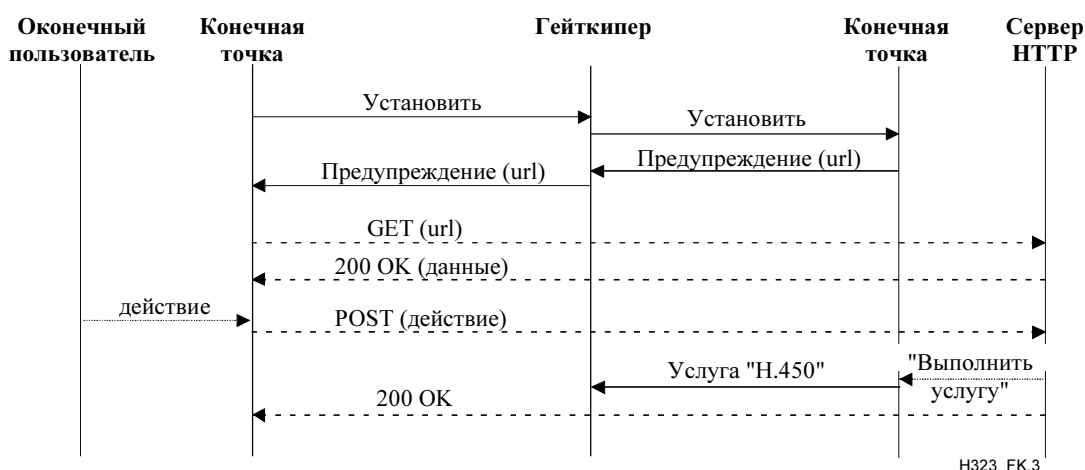 Оконечный пользователь
Конечная точка
Гейткипер
Конечная точка
Сервер HTTP
Установить
Установить
Предупреждение (url)
Предупреждение (url)
GET (url)
200 OK (данные)
действие
POST (действие)
Услуга "H.450"
"Выполнить
услугу"
200 OK
H323_FK.3